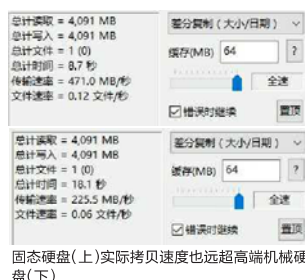 总计读取 = 4,091 MB
总计写入 = 4,091 MB
总计文件 = 1 (0)
总计时间 = 8.7 秒
传输速率 = 471.0 MB/秒
文件速率 = 0.12 文件/秒
差分复制 (大小/日期)
缓存(MB) 64 ?
全速
错误时继续 置顶
总计读取 = 4,091 MB
总计写入 = 4,091 MB
总计文件 = 1 (0)
总计时间 = 18.1 秒
传输速率 = 225.5 MB/秒
文件速率 = 0.06 文件/秒
差分复制 (大小/日期)
缓存(MB) 64 ?
全速
错误时继续 置顶
固态硬盘(上)实际拷贝速度也远超高端机械硬
盘(下)